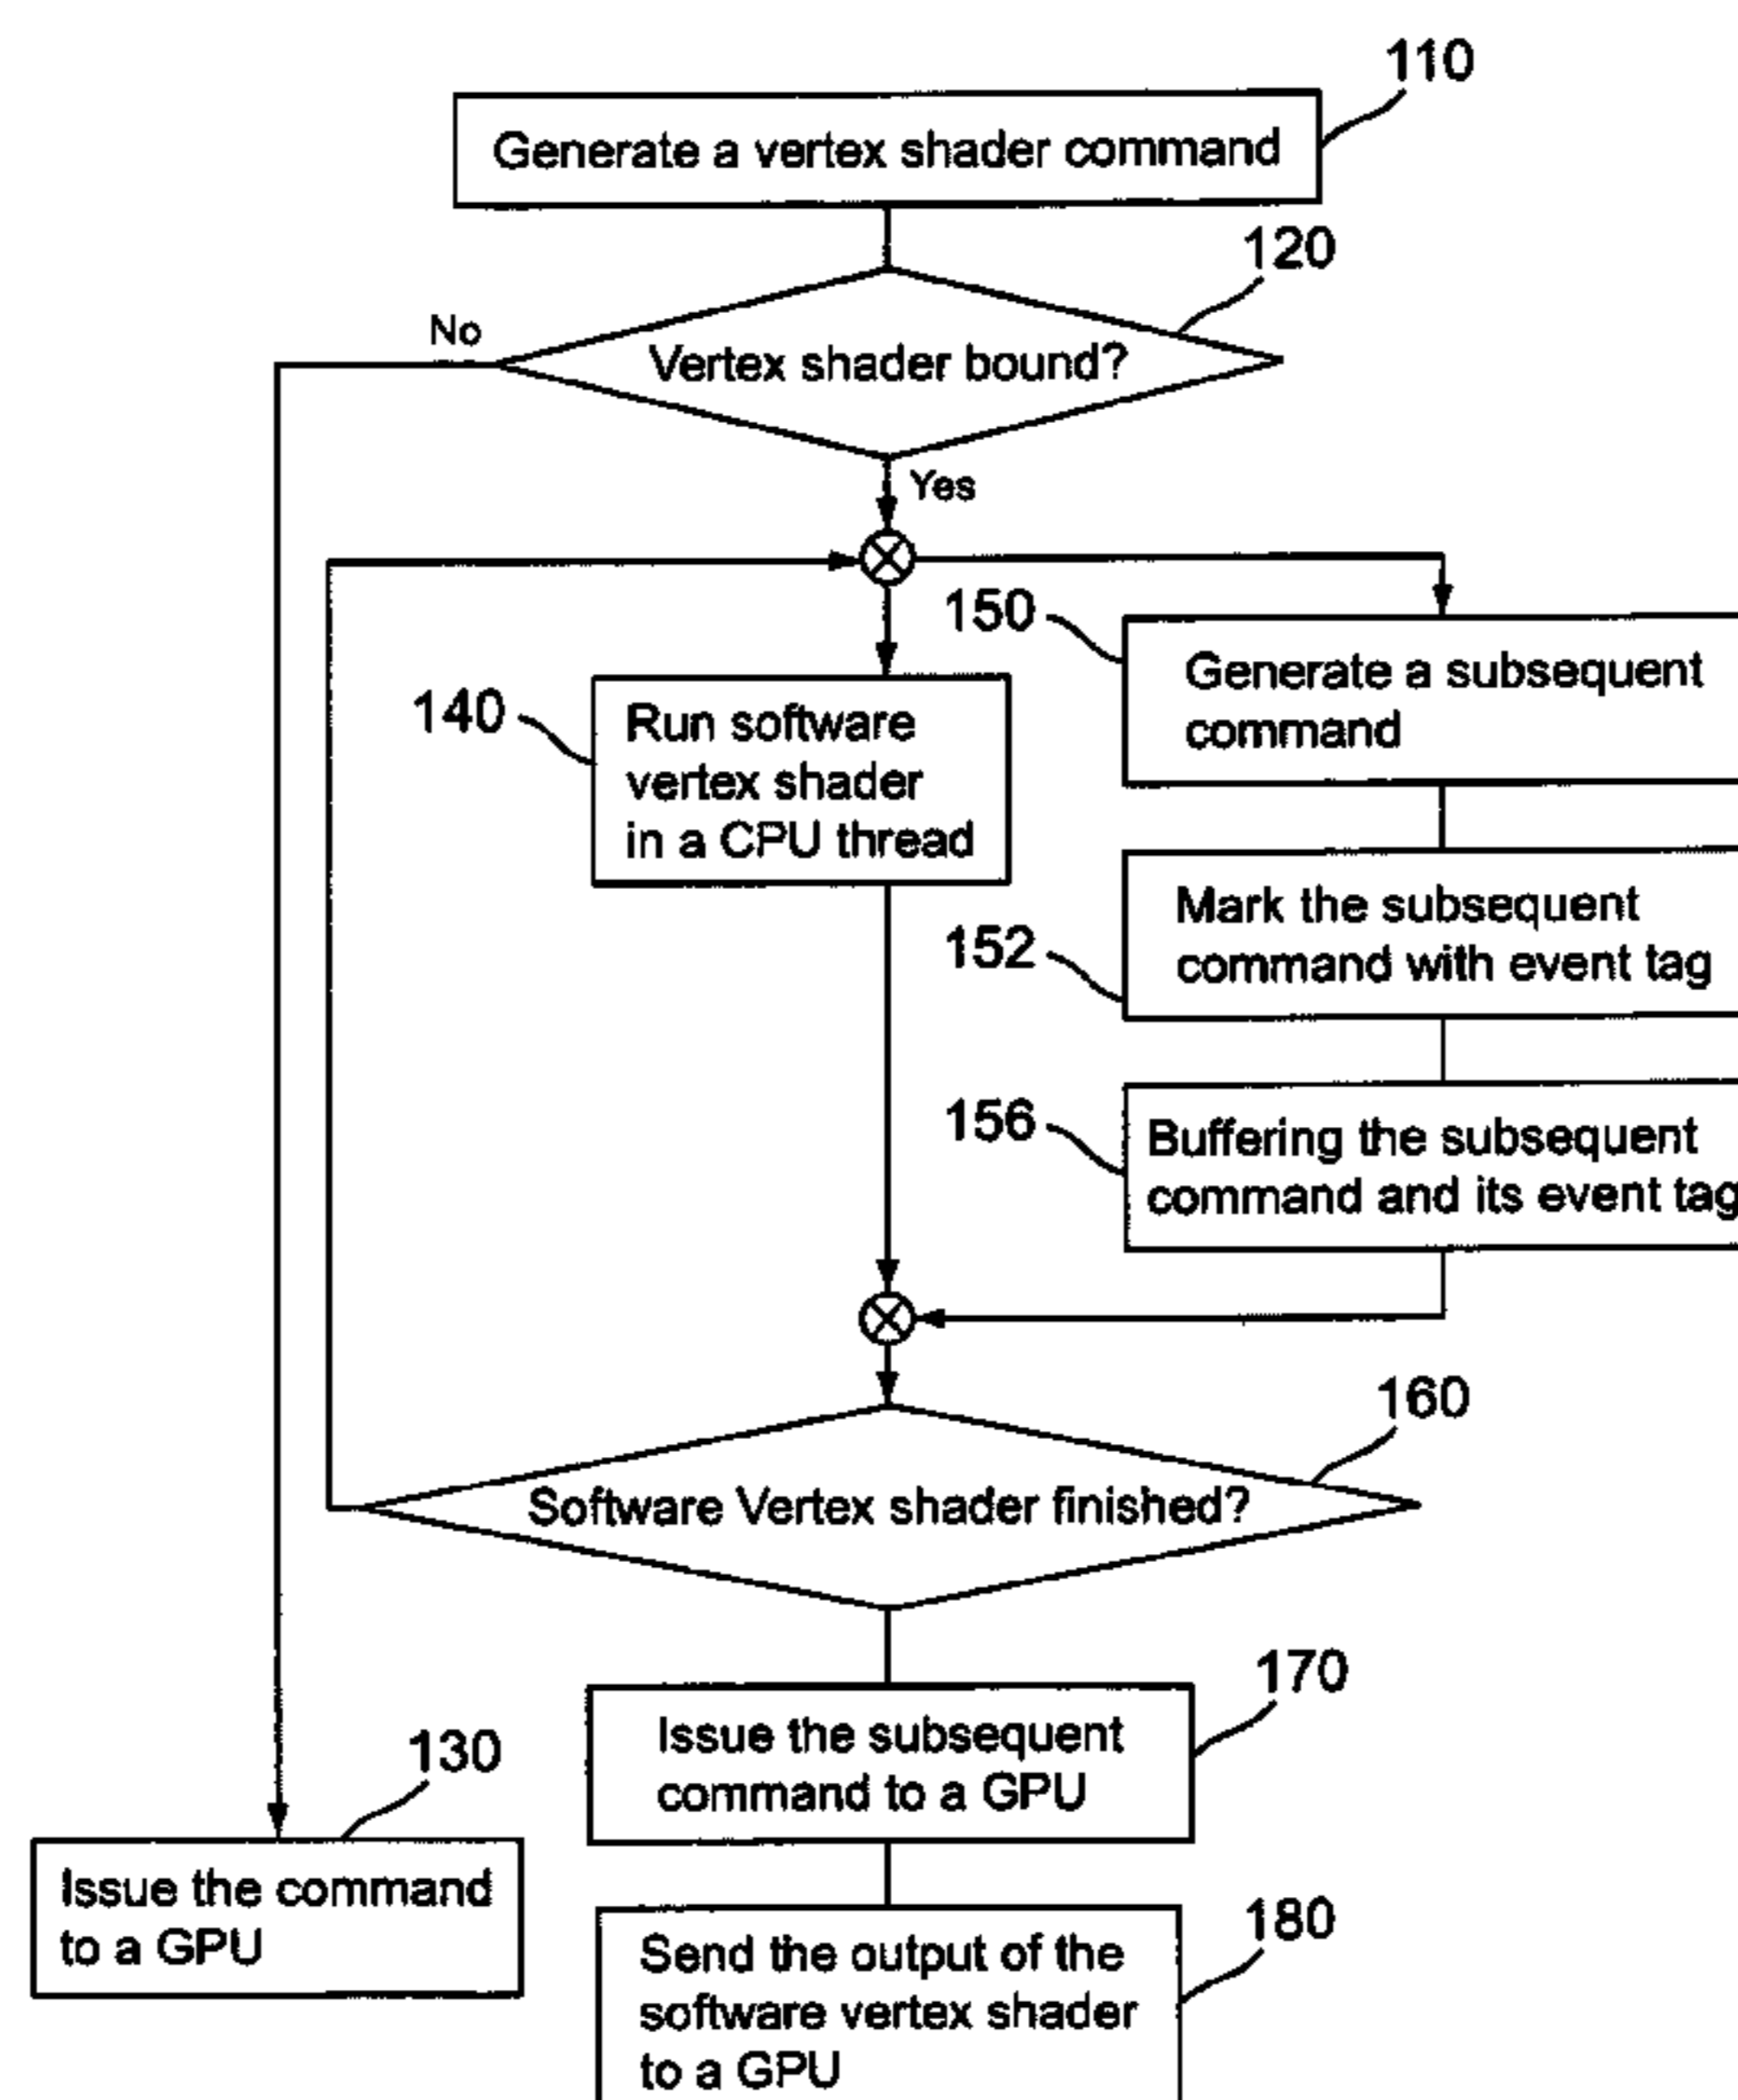 110
Generate a vertex shader command
120
No
Vertex shader bound?
Yes
150
Generate a subsequent
command
140
Run software
vertex shader
in a CPU thread
Mark the subsequent
command with event tag
152
156
Buffering the subsequent
command and its event tag
160
Software Vertex shader finished?
170
Issue the subsequent
command to a GPU
130
Issue the command
to a GPU
180
Send the output of the
software vertex shader
to a GPU